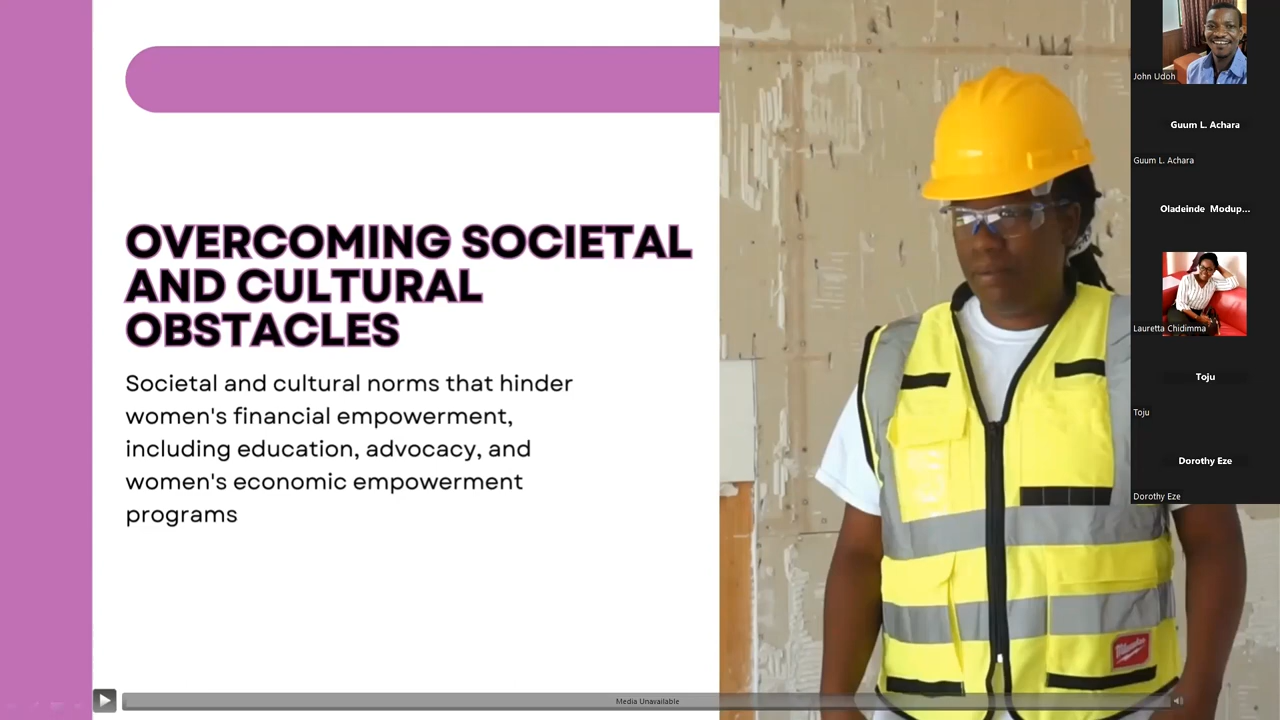 OVERCOMING SOCIETAL
AND CULTURAL
OBSTACLES
Societal and cultural norms that hinder
women's financial empowerment,
including education, advocacy, and
women's economic empowerment
programs
Media Unavailable
Milwaukee
John Udoh
Guum L. Achara
Guum L. Achara
Oladeinde Modup...
Lauretta Chidimma
Toju
Toju
Dorothy Eze
Dorothy Eze